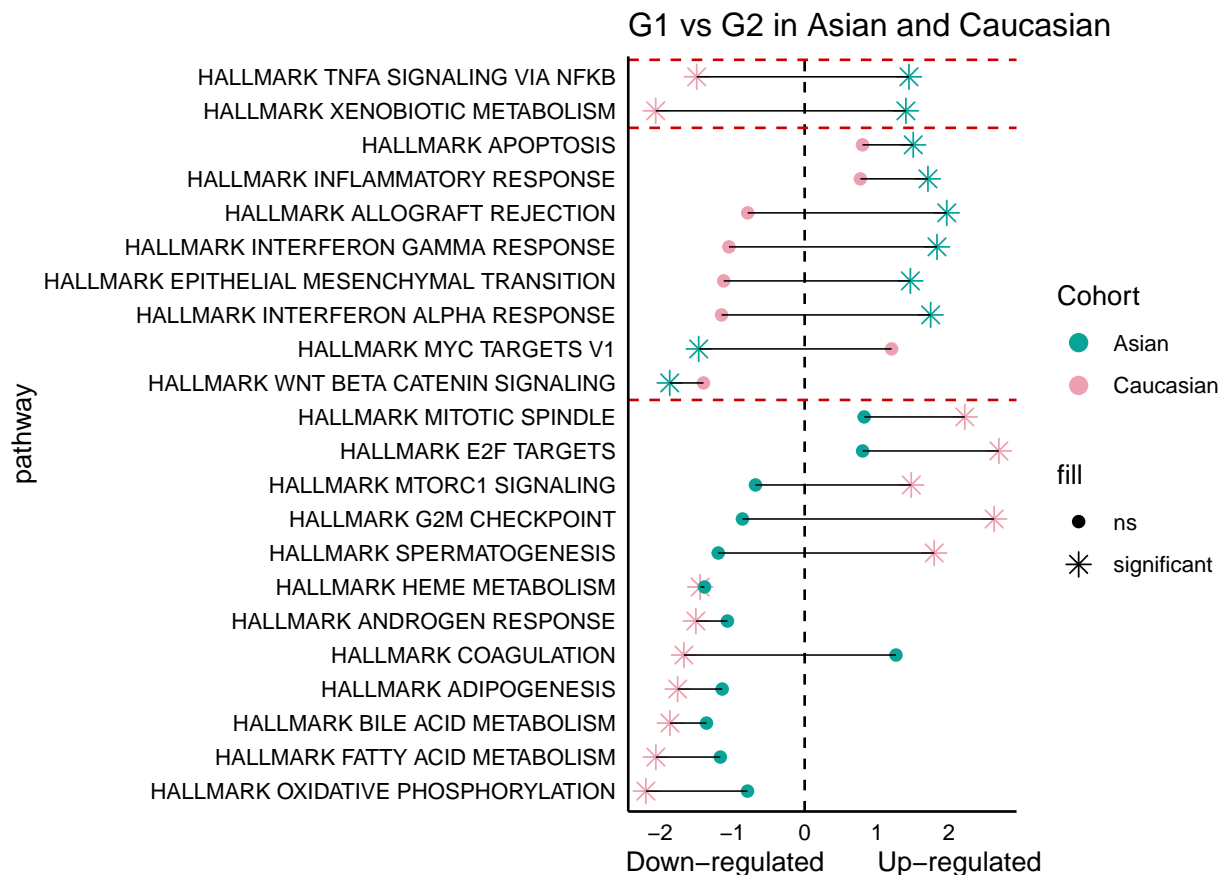 G1 vs G2 in Asian and Caucasian
HALLMARK TNFA SIGNALING VIA NFKB
HALLMARK XENOBIOTIC METABOLISM
HALLMARK APOPTOSIS
HALLMARK INFLAMMATORY RESPONSE
HALLMARK ALLOGRAFT REJECTION
HALLMARK INTERFERON GAMMA RESPONSE
HALLMARK EPITHELIAL MESENCHYMAL TRANSITION
HALLMARK INTERFERON ALPHA RESPONSE
HALLMARK MYC TARGETS V1
HALLMARK WNT BETA CATENIN SIGNALING
HALLMARK MITOTIC SPINDLE
HALLMARK E2F TARGETS
HALLMARK MTORC1 SIGNALING
HALLMARK G2M CHECKPOINT
HALLMARK SPERMATOGENESIS
HALLMARK HEME METABOLISM
HALLMARK ANDROGEN RESPONSE
HALLMARK COAGULATION
HALLMARK ADIPOGENESIS
HALLMARK BILE ACID METABOLISM
HALLMARK FATTY ACID METABOLISM
HALLMARK OXIDATIVE PHOSPHORYLATION
pathway
−2 −1 0 1 2
Down−regulated Up−regulated
Cohort
Asian
Caucasian
fill
ns
significant